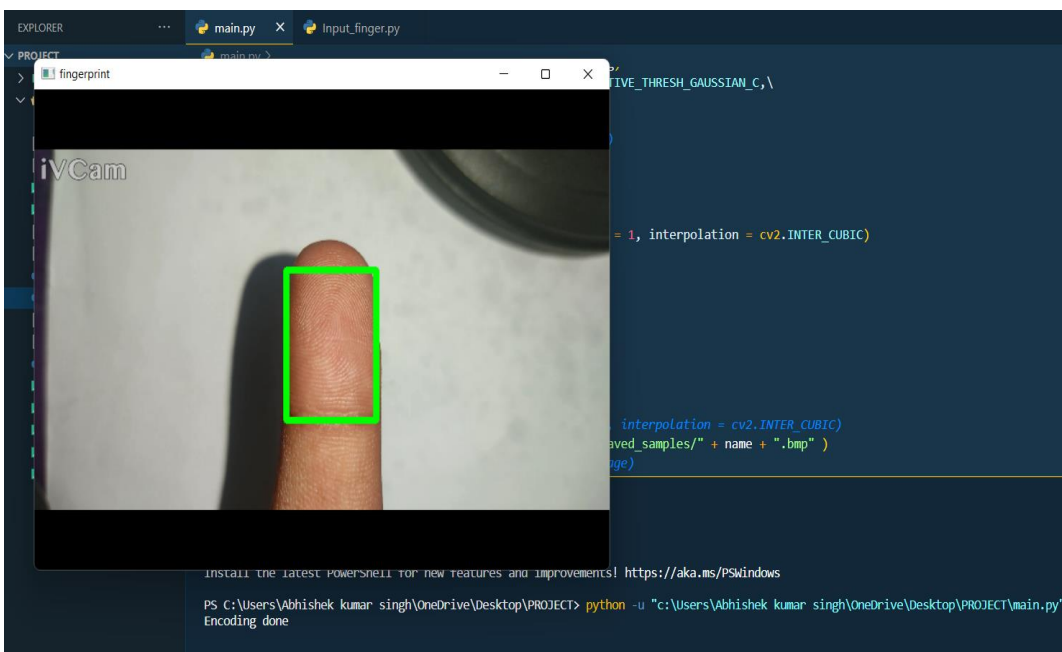 EXPLORER ... main.py X Input_finger.py
PROJECT main.py >
fingerprint
TIVE_THRESH_GAUSSIAN_C,\
iVCam
)
= 1, interpolation = cv2.INTER_CUBIC)
, interpolation = cv2.INTER_CUBIC)
aved_samples/" + name + ".bmp" )
age)
Install the latest PowerShell for new features and improvements! https://aka.ms/PSWindows
PS C:\Users\Abhishek kumar singh\OneDrive\Desktop\PROJECT> python -u "c:\Users\Abhishek kumar singh\OneDrive\Desktop\PROJECT\main.py"
Encoding done